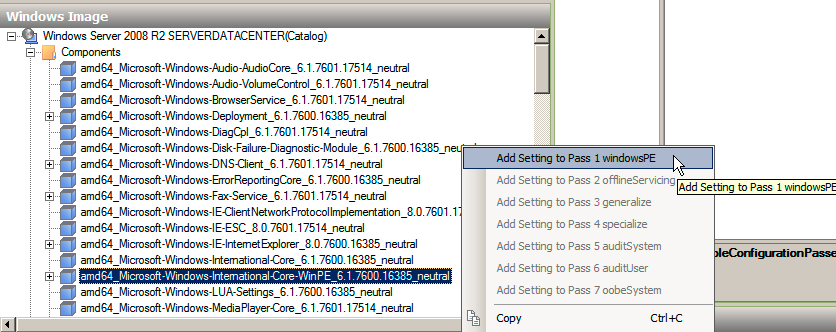 Windows Image
Windows Server 2008 R2 SERVERDATACENTER(Catalog)
Components
amd64_Microsoft-Windows-Audio-AudioCore_6.1.7601.17514_neutral
amd64_Microsoft-Windows-Audio-VolumeControl_6.1.7601.17514_neutral
amd64_Microsoft-Windows-BrowserService_6.1.7601.17514_neutral
amd64_Microsoft-Windows-Deployment_6.1.7600.16385_neutral
amd64_Microsoft-Windows-DiagCpl_6.1.7601.17514_neutral
amd64_Microsoft-Windows-Disk-Failure-Diagnostic-Module_6.1.7600.16385_neutral
amd64_Microsoft-Windows-DNS-Client_6.1.7601.17514_neutral
amd64_Microsoft-Windows-ErrorReportingCore_6.1.7600.16385_neutral
amd64_Microsoft-Windows-Fax-Service_6.1.7601.17514_neutral
amd64_Microsoft-Windows-IE-ClientNetworkProtocolImplementation_8.0.7600
amd64_Microsoft-Windows-IE-ESC_8.0.7601.17514_neutral
amd64_Microsoft-Windows-IE-InternetExplorer_8.0.7601.17514_neutral
amd64_Microsoft-Windows-International-Core_6.1.7600.16385_neutral
amd64_Microsoft-Windows-International-Core-WinPE_6.1.7600.16385_neutral
amd64_Microsoft-Windows-LUA-Settings_6.1.7600.16385_neutral
amd64_Microsoft-Windows-MediaPlayer-Core_6.1.7601.17514_neutral
Add Setting to Pass 1 windowsPE
Add Setting to Pass 2 offlineServicing
Add Setting to Pass 1 windowsPE
Add Setting to Pass 3 generalize
Add Setting to Pass 4 specialize
Add Setting to Pass 5 auditSystem
Add Setting to Pass 6 auditUser
Add Setting to Pass 7 oobeSystem
Copy Ctrl+C
bleConfigurationPasse